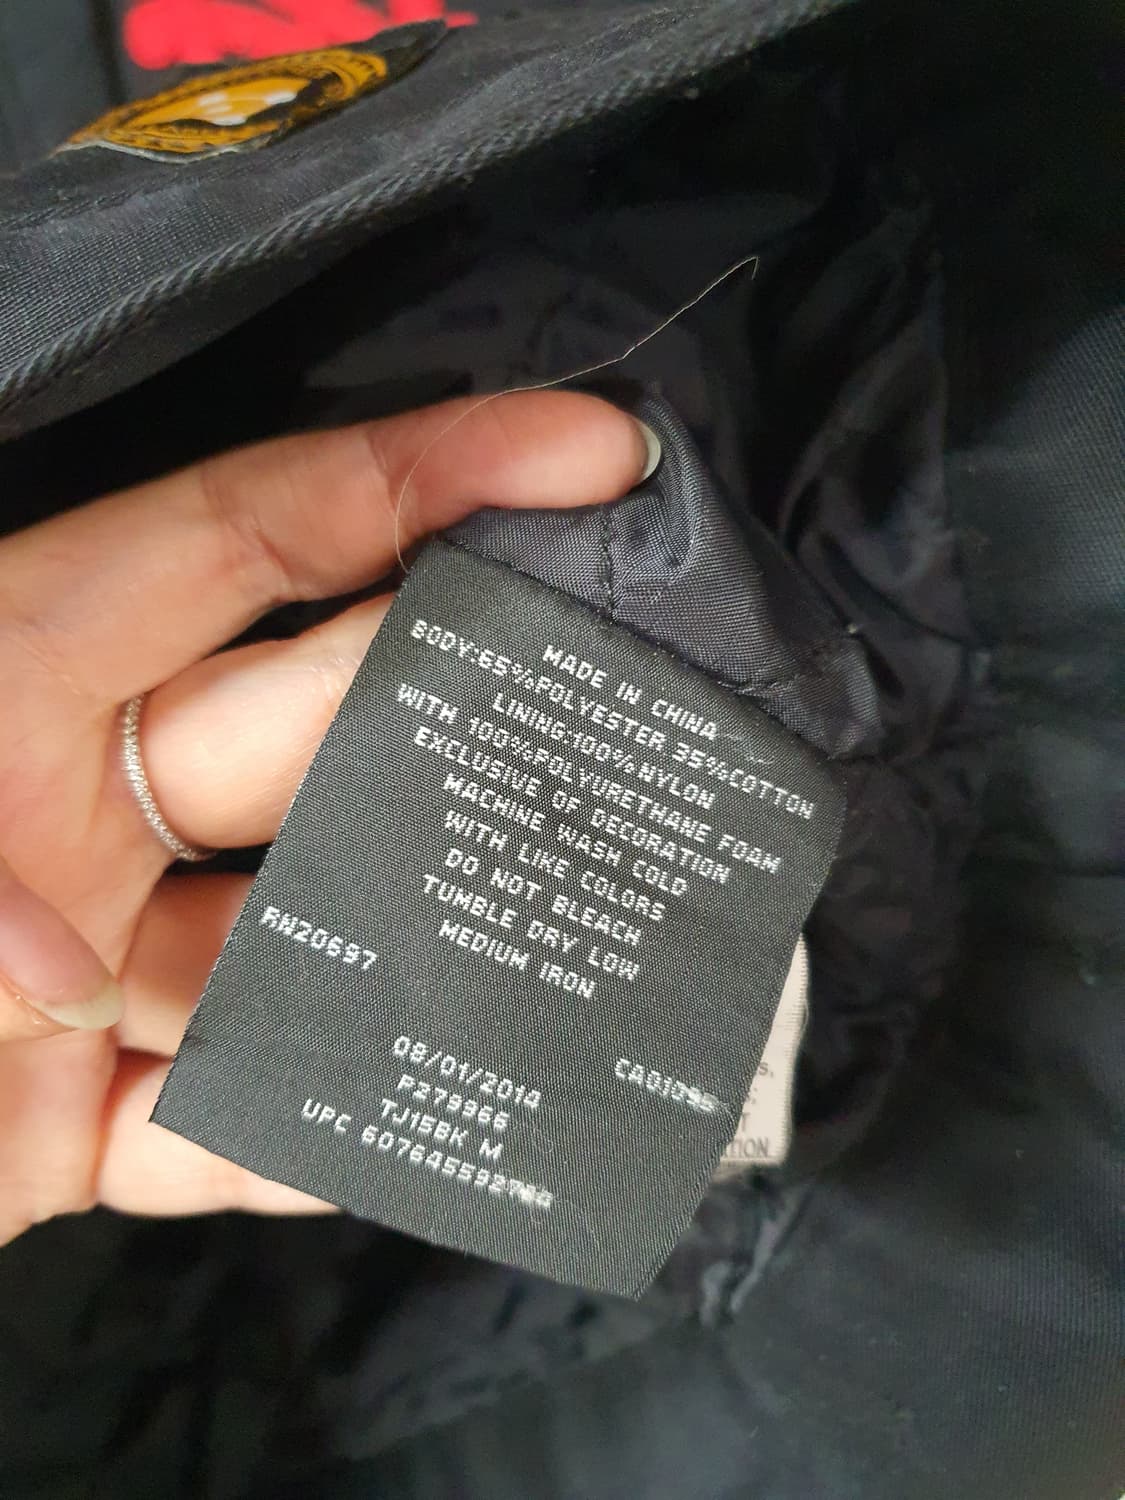 MADE IN CHINA
BODY:65%POLYESTER 35%COTTON
LINING:100%NYLON
WITH 100%POLYURETHANE FOAM
EXCLUSIVE OF DECORATION
MACHINE WASH COLD
WITH LIKE COLORS
DO NOT BLEACH
TUMBLE DRY LOW
MEDIUM IRON
RN20697
08/01/2014
P279966
TJ15BK M
UPC